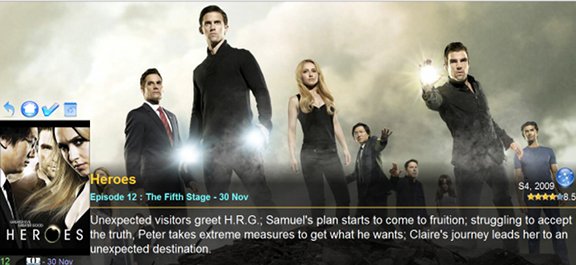 Heroes
Episode 12 : The Fifth Stage - 30 Nov
S4, 2009
8.5
Unexpected visitors greet H.R.G.; Samuel's plan starts to come to fruition; struggling to accept
the truth, Peter takes extreme measures to get what he wants; Claire's journey leads her to an
unexpected destination.
HEROES
12
- 30 Nov